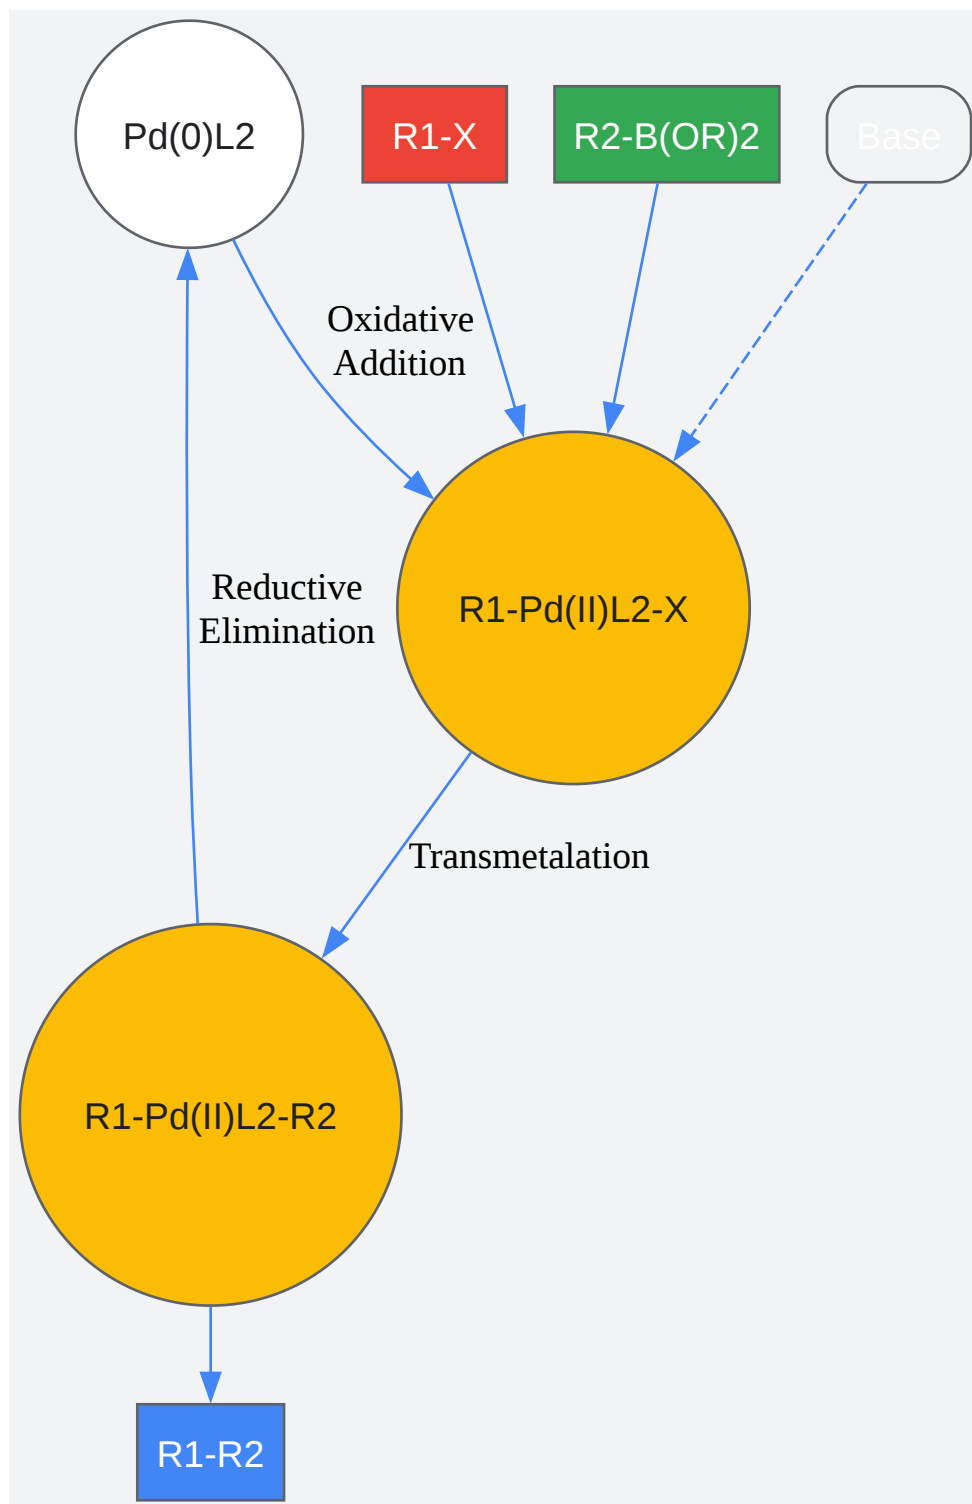 Pd(0)L2
R1-X
R2-B(OR)2
Base
Oxidative
Addition
Reductive
Elimination
R1-Pd(II)L2-X
Transmetalation
R1-Pd(II)L2-R2
R1-R2